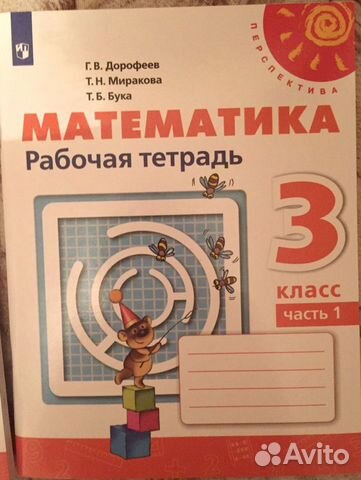 Г. В. Дорофеев
Т. Н. Миракова
Т. Б. Бука
ПЕРСПЕКТИВА
МАТЕМАТИКА
Рабочая тетрадь
3
класс
часть 1
Avito